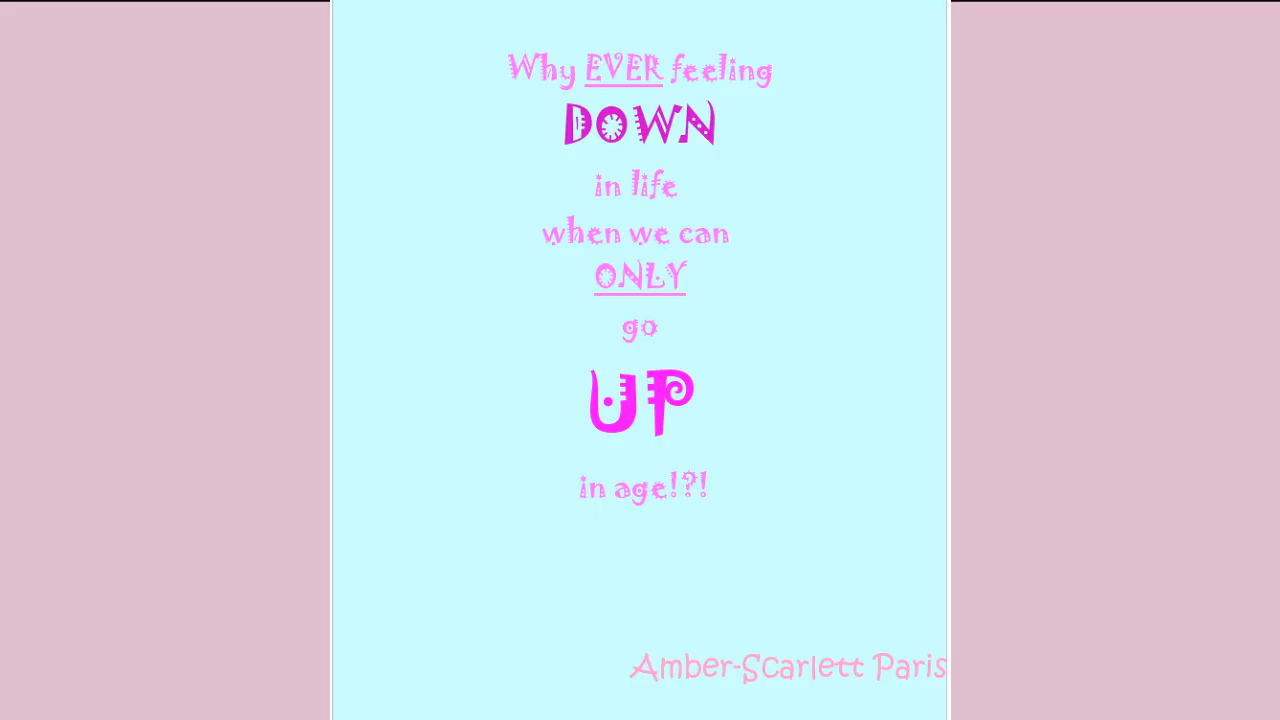 Why EVER feeling
DOWN
in life
when we can
ONLY
go
UP
in age!?!
Amber-Scarlett Paris